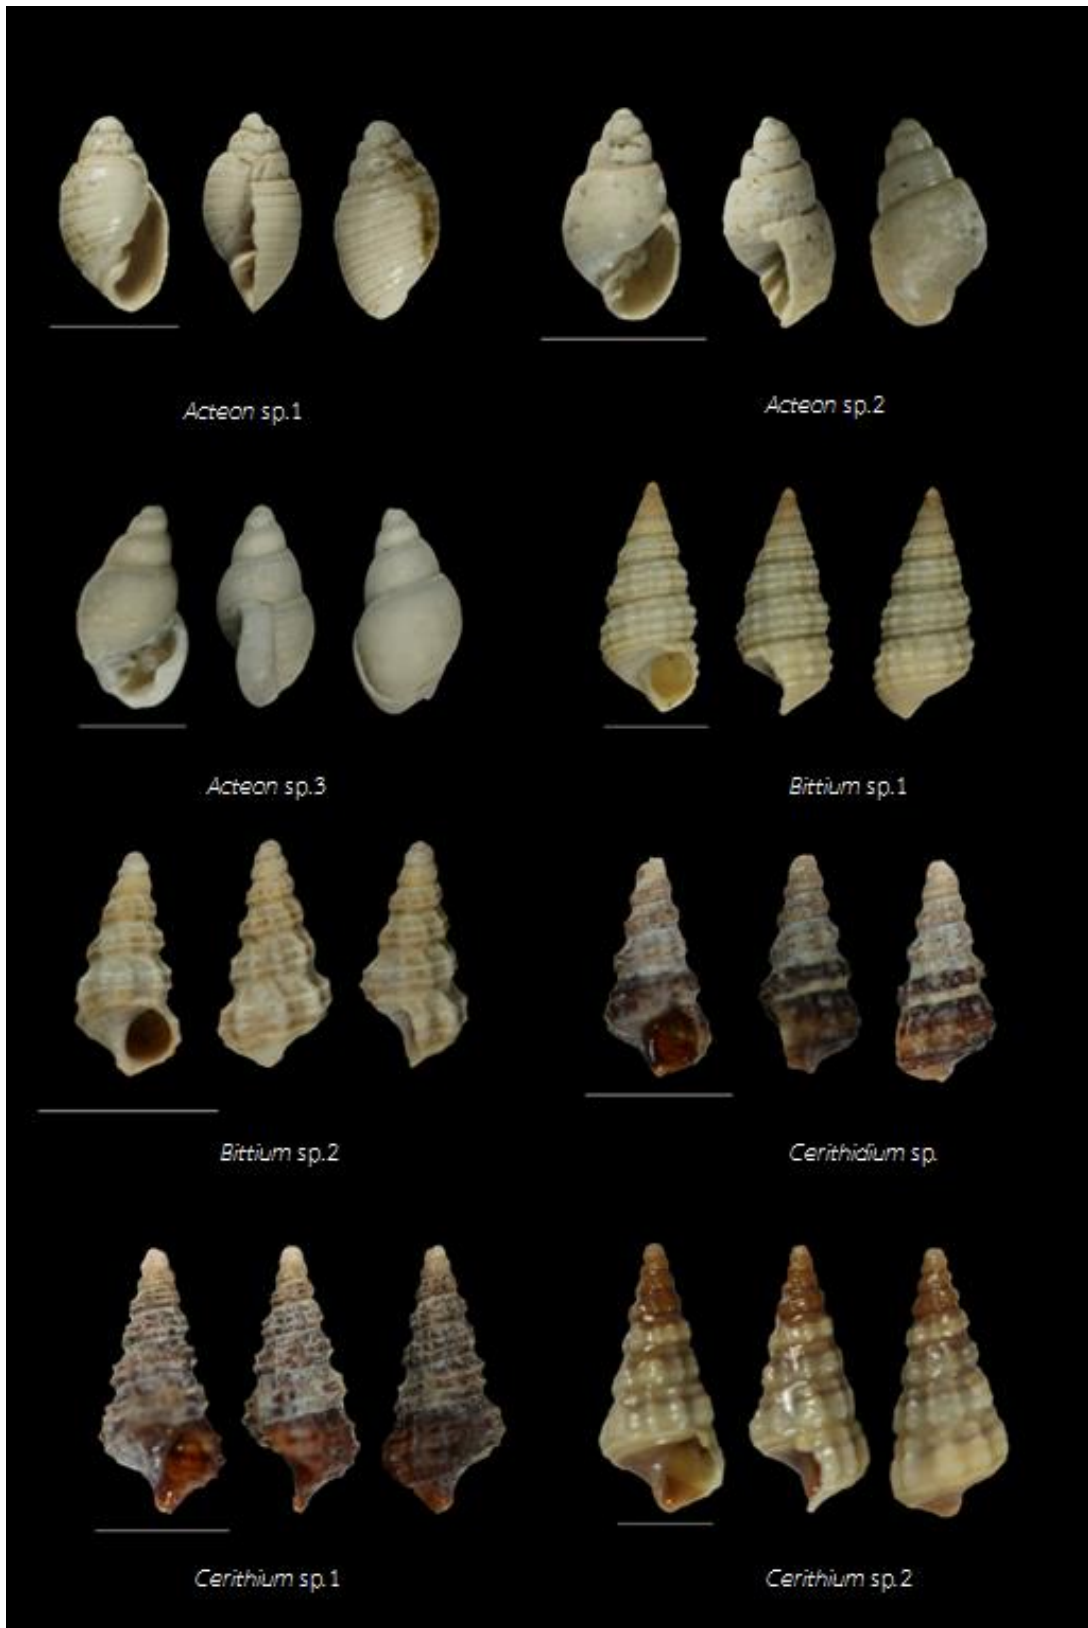 Acteon sp.1
Acteon sp.2
Acteon sp.3
Bittium sp.1
Bittium sp.2
Cerithidium sp.
Cerithium sp.1
Cerithium sp.2